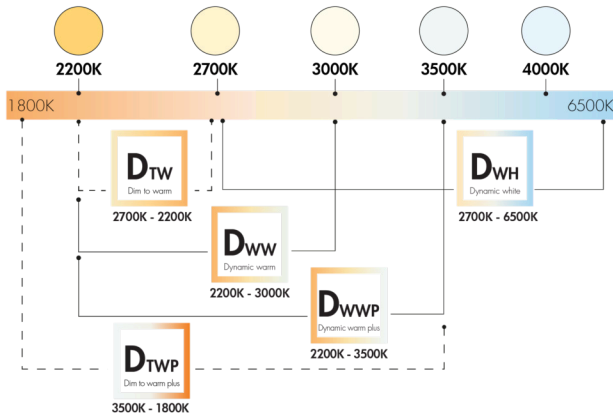 2200K
2700K
3000K
3500K
4000K
1800K
6500K
DTW
Dim to warm
2700K - 2200K
DWH
Dynamic white
2700K - 6500K
DWW
Dynamic warm
2200K - 3000K
DWWP
Dynamic warm plus
2200K - 3500K
DTWP
Dim to warm plus
3500K - 1800K